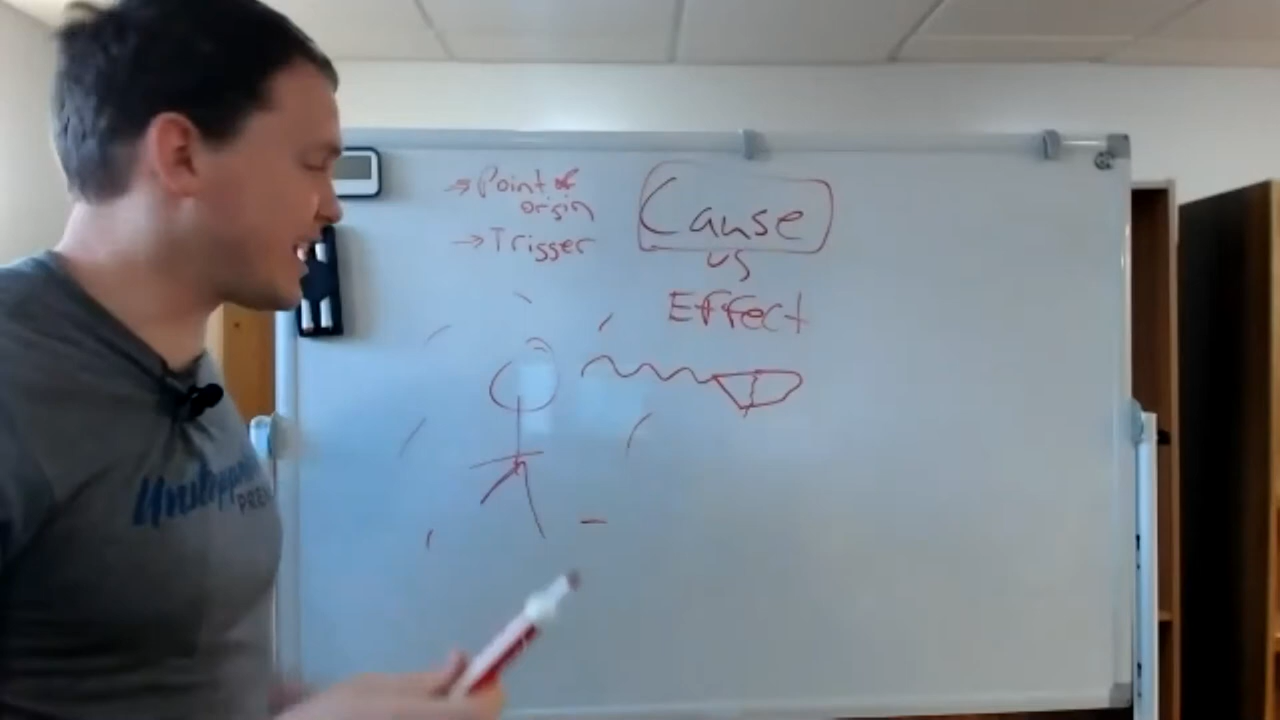 → Point of
origin
→ Trigger
Cause
vs
Effect